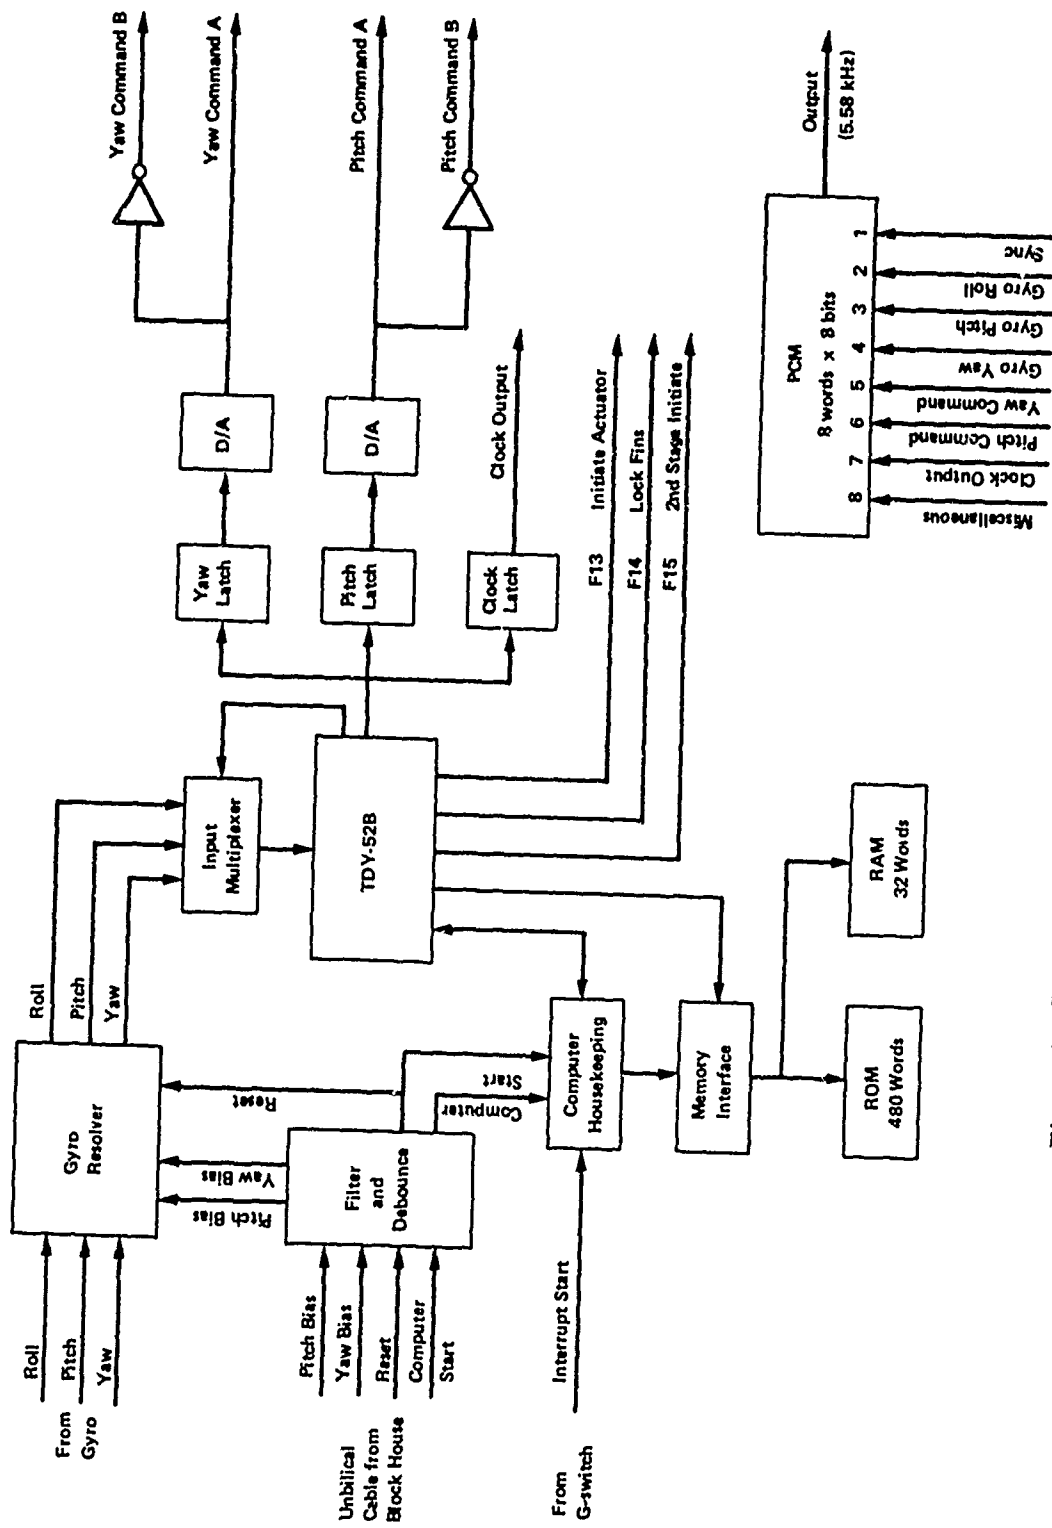 Roll
Pitch
Yaw
From
Gyro
Gyro
Resolver
Roll
Pitch
Yaw
Pitch Bias
Yaw Bias
Reset
Unbilical
Cable from
Block House
Pitch Bias
Yaw Bias
Reset
Computer
Start
Filter
and
Debounce
Computer
Start
From
G-switch
Interrupt Start
Computer
Housekeeping
Memory
Interface
ROM
480 Words
RAM
32 Words
Input
Multiplexer
TDY-52B
Yaw
Latch
Pitch
Latch
Clock
Latch
D/A
D/A
Yaw Command B
Yaw Command A
Pitch Command A
Pitch Command B
Clock Output
F13
Initiate Actuator
F14
Lock Fins
F15
2nd Stage Initiate
PCM
8 words x 8 bits
8 7 6 5 4 3 2 1
Miscellaneous
Clock Output
Pitch Command
Yaw Command
Gyro Yaw
Gyro Pitch
Gyro Roll
Sync
Output
(5.58 kHz)